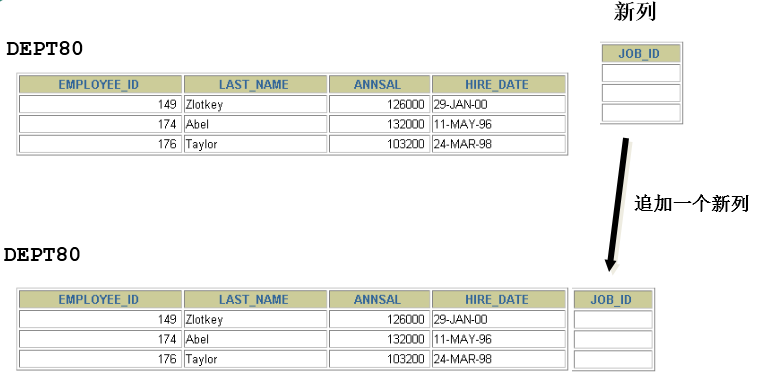 新列
DEPT80
JOB_ID
EMPLOYEE_ID LAST_NAME ANNSAL HIRE_DATE
149 Zlotkey 126000 29-JAN-00
174 Abel 132000 11-MAY-96
176 Taylor 103200 24-MAR-98
追加一个新列
DEPT80
EMPLOYEE_ID LAST_NAME ANNSAL HIRE_DATE JOB_ID
149 Zlotkey 126000 29-JAN-00
174 Abel 132000 11-MAY-96
176 Taylor 103200 24-MAR-98